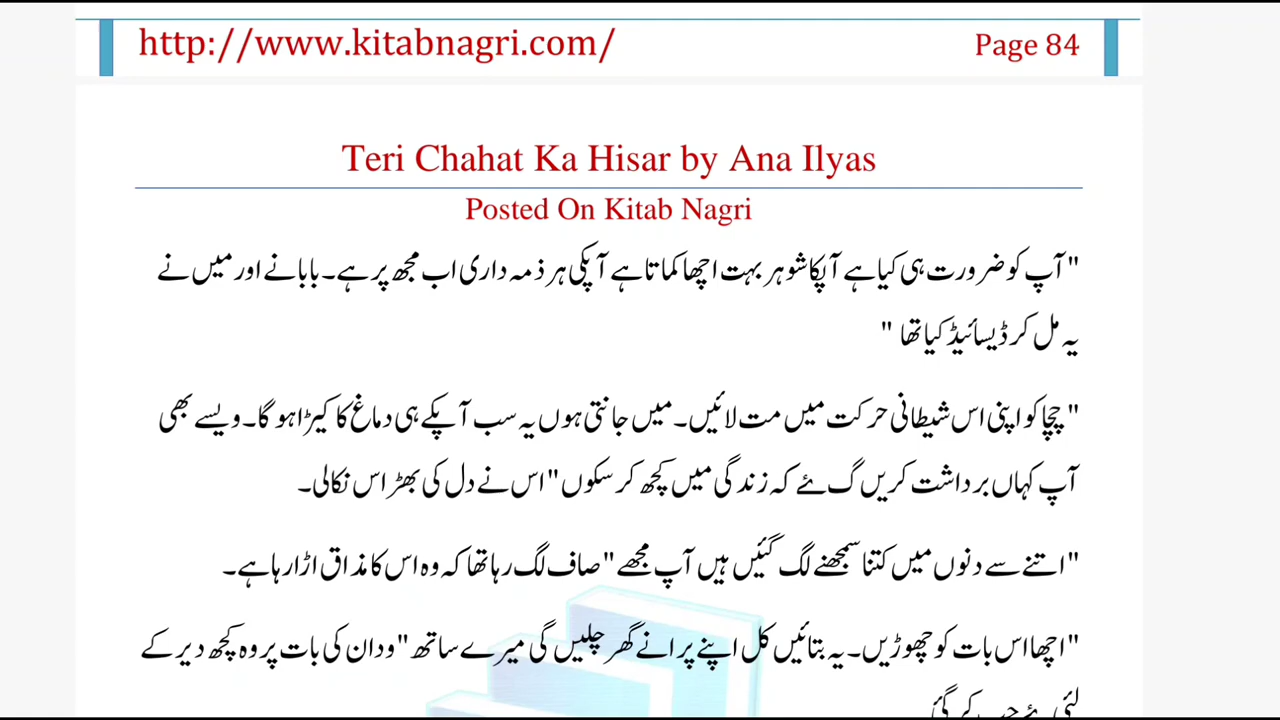 http://www.kitabnagri.com/ Page 84
Teri Chahat Ka Hisar by Ana Ilyas
Posted On Kitab Nagri
"آپ کو ضرورت ہی کیا ہے آپکا شوہر بہت اچھا کماتا ہے آپکی ہر ذمہ داری اب مجھ پر ہے۔ بابا نے اور میں نے
یہ مل کر ڈیسائیڈ کیا تھا "
"چچا کو اپنی اس شیطانی حرکت میں مت لائیں۔ میں جانتی ہوں یہ سب آپکے ہی دماغ کا کیڑا ہو گا۔ ویسے بھی
آپ کہاں برداشت کریں گۓ کہ زندگی میں کچھ کر سکوں" اس نے دل کی بھڑاس نکالی۔
"اتنے سے دنوں میں کتنا سمجھنے لگ گئیں ہیں آپ مجھے" صاف لگ رہا تھا کہ وہ اس کا مذاق اڑا رہا ہے۔
"اچھا اس بات کو چھوڑیں۔ یہ بتائیں کل اپنے پرانے گھر چلیں گی میرے ساتھ" ودان کی بات پر وہ کچھ دیر کے